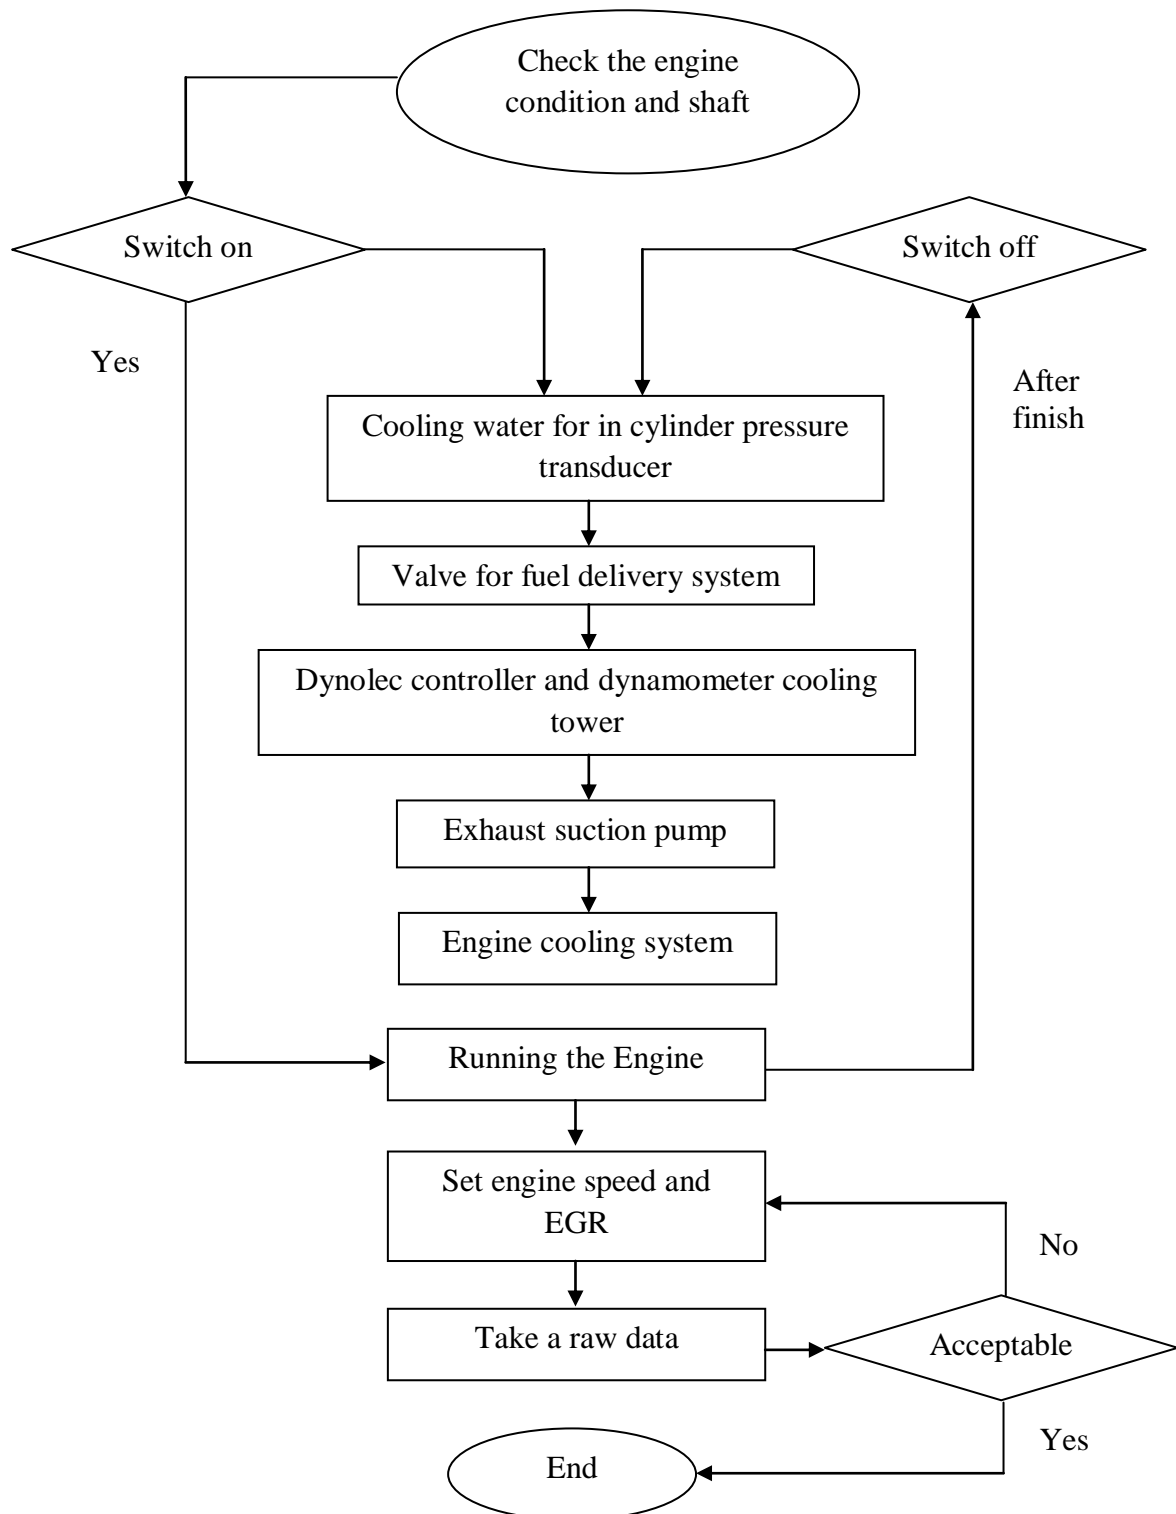 Check the engine
condition and shaft
Switch on
Switch off
Yes
After
finish
Cooling water for in cylinder pressure
transducer
Valve for fuel delivery system
Dynolec controller and dynamometer cooling
tower
Exhaust suction pump
Engine cooling system
Running the Engine
Set engine speed and
EGR
No
Take a raw data
Acceptable
Yes
End